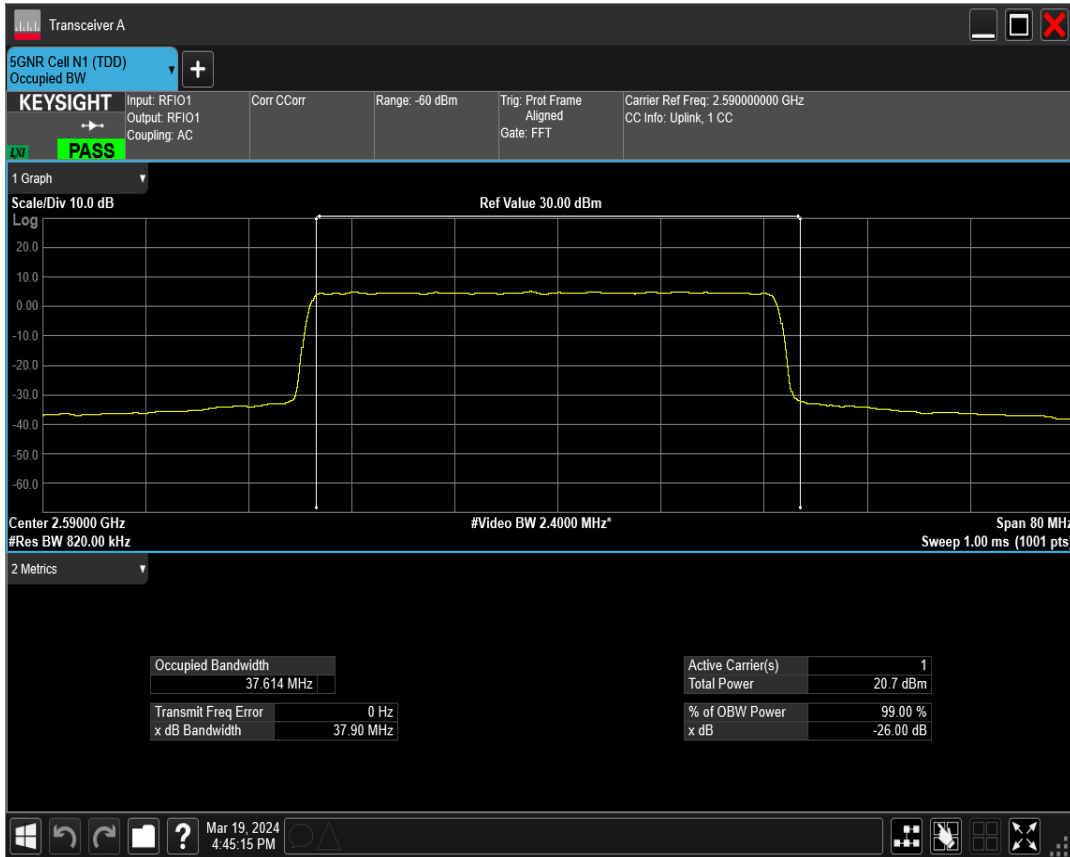 Transceiver A
5GNR Cell N1 (TDD)
Occupied BW
+
KEYSIGHT
LXI
PASS
Input: RFIO1
Output: RFIO1
Coupling: AC
Corr CCorr
Range: -60 dBm
Trig: Prot Frame
Aligned
Gate: FFT
Carrier Ref Freq: 2.590000000 GHz
CC Info: Uplink, 1 CC
1 Graph
Scale/Div 10.0 dB
Ref Value 30.00 dBm
Log
20.0
10.0
0.00
-10.0
-20.0
-30.0
-40.0
-50.0
-60.0
Center 2.59000 GHz
#Video BW 2.4000 MHz*
Span 80 MHz
#Res BW 820.00 kHz
Sweep 1.00 ms (1001 pts)
2 Metrics
Occupied Bandwidth
37.614 MHz
Transmit Freq Error 0 Hz
x dB Bandwidth 37.90 MHz
Active Carrier(s) 1
Total Power 20.7 dBm
% of OBW Power 99.00 %
x dB -26.00 dB
?
Mar 19, 2024
4:45:15 PM